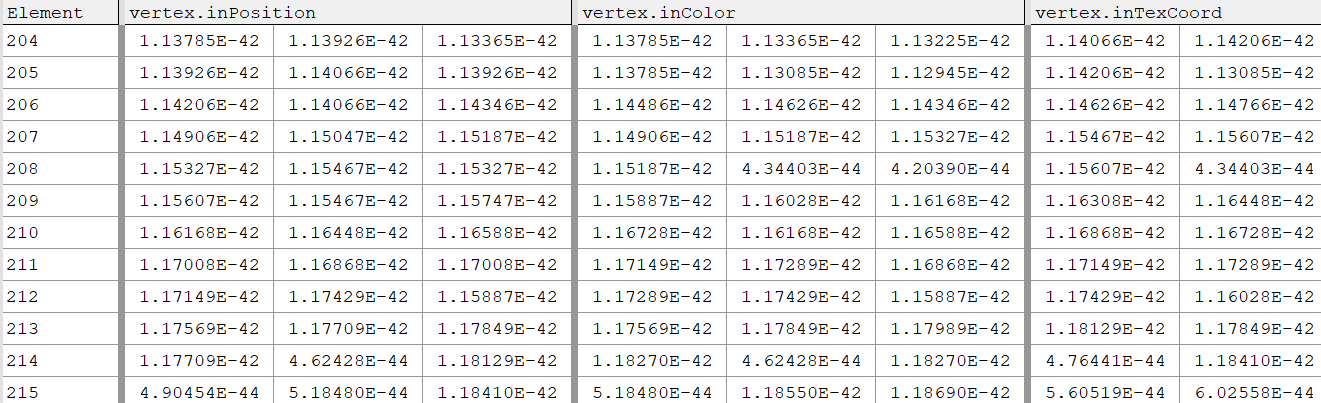 Element vertex.inPosition vertex.inColor vertex.inTexCoord
204 1.13785E-42 1.13926E-42 1.13365E-42 1.13785E-42 1.13365E-42 1.13225E-42 1.14066E-42 1.14206E-42
205 1.13926E-42 1.14066E-42 1.13926E-42 1.13785E-42 1.13085E-42 1.12945E-42 1.14206E-42 1.13085E-42
206 1.14206E-42 1.14066E-42 1.14346E-42 1.14486E-42 1.14626E-42 1.14346E-42 1.14626E-42 1.14766E-42
207 1.14906E-42 1.15047E-42 1.15187E-42 1.14906E-42 1.15187E-42 1.15327E-42 1.15467E-42 1.15607E-42
208 1.15327E-42 1.15467E-42 1.15327E-42 1.15187E-42 4.34403E-44 4.20390E-44 1.15607E-42 4.34403E-44
209 1.15607E-42 1.15467E-42 1.15747E-42 1.15887E-42 1.16028E-42 1.16168E-42 1.16308E-42 1.16448E-42
210 1.16168E-42 1.16448E-42 1.16588E-42 1.16728E-42 1.16168E-42 1.16588E-42 1.16868E-42 1.16728E-42
211 1.17008E-42 1.16868E-42 1.17008E-42 1.17149E-42 1.17289E-42 1.16868E-42 1.17149E-42 1.17289E-42
212 1.17149E-42 1.17429E-42 1.15887E-42 1.17289E-42 1.17429E-42 1.15887E-42 1.17429E-42 1.16028E-42
213 1.17569E-42 1.17709E-42 1.17849E-42 1.17569E-42 1.17849E-42 1.17989E-42 1.18129E-42 1.17849E-42
214 1.17709E-42 4.62428E-44 1.18129E-42 1.18270E-42 4.62428E-44 1.18270E-42 4.76441E-44 1.18410E-42
215 4.90454E-44 5.18480E-44 1.18410E-42 5.18480E-44 1.18550E-42 1.18690E-42 5.60519E-44 6.02558E-44